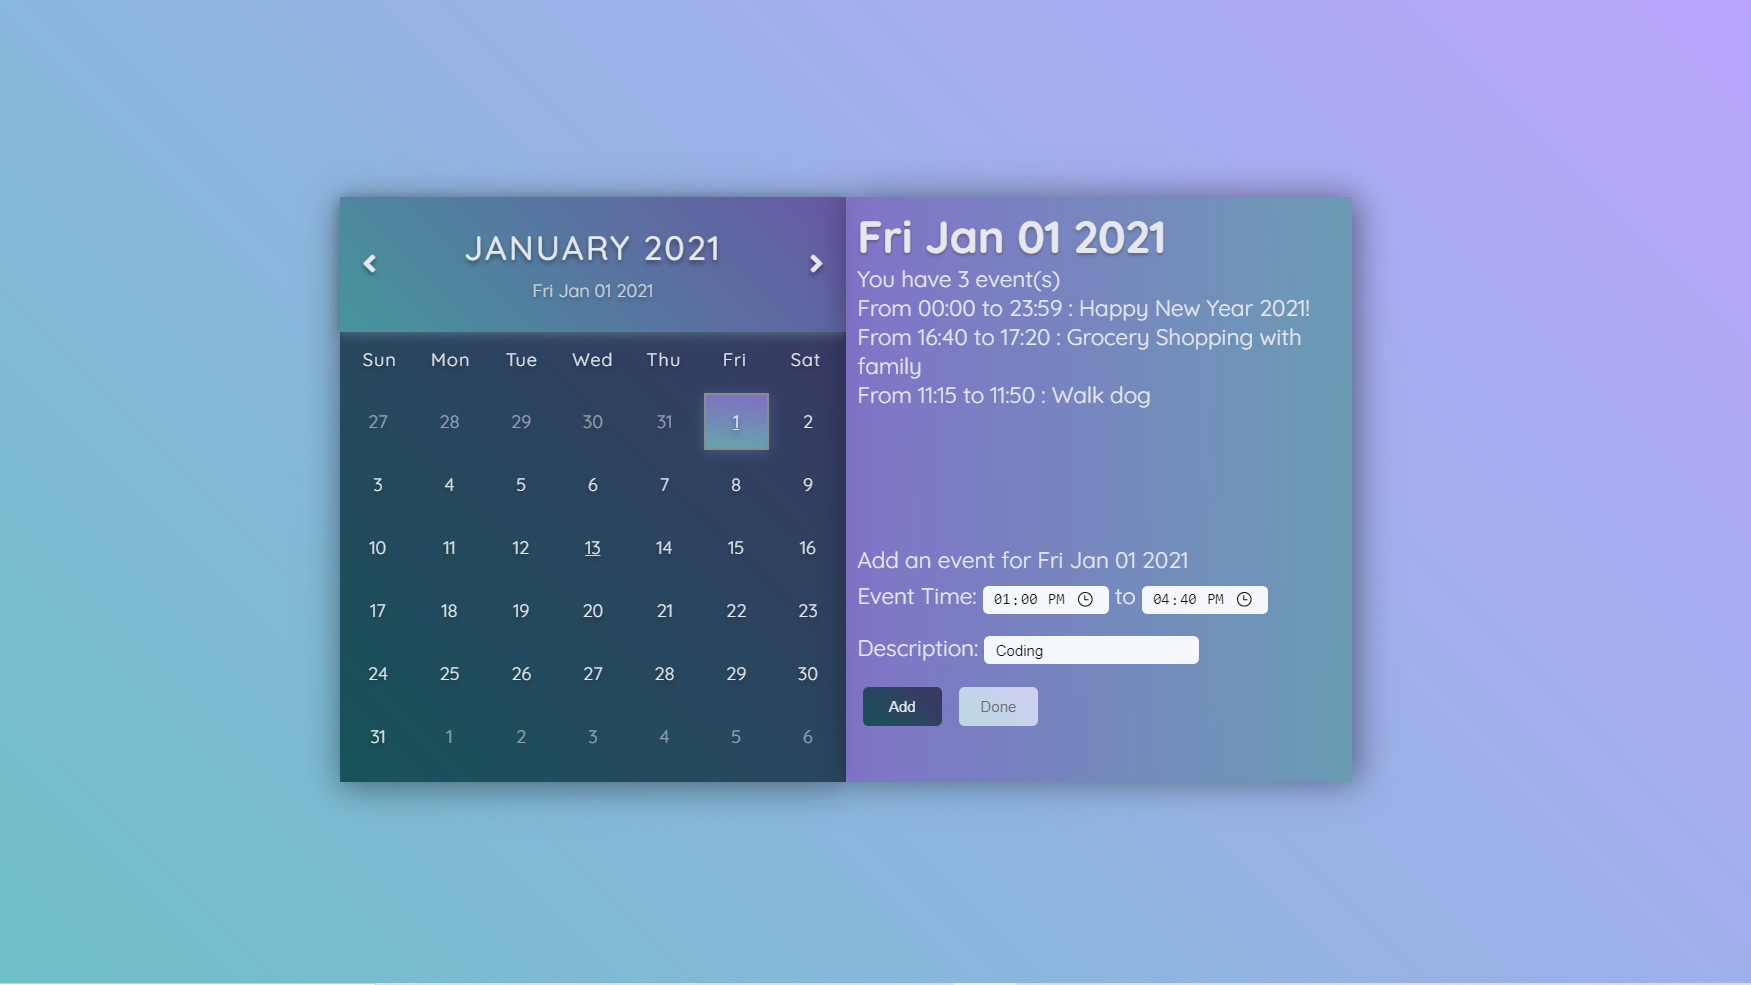 JANUARY 2021
Fri Jan 01 2021
Sun Mon Tue Wed Thu Fri Sat
27 28 29 30 31 1 2
3 4 5 6 7 8 9
10 11 12 13 14 15 16
17 18 19 20 21 22 23
24 25 26 27 28 29 30
31 1 2 3 4 5 6
Fri Jan 01 2021
You have 3 event(s)
From 00:00 to 23:59 : Happy New Year 2021!
From 16:40 to 17:20 : Grocery Shopping with
family
From 11:15 to 11:50 : Walk dog
Add an event for Fri Jan 01 2021
Event Time: 01:00 PM to 04:40 PM
Description: Coding
Add Done